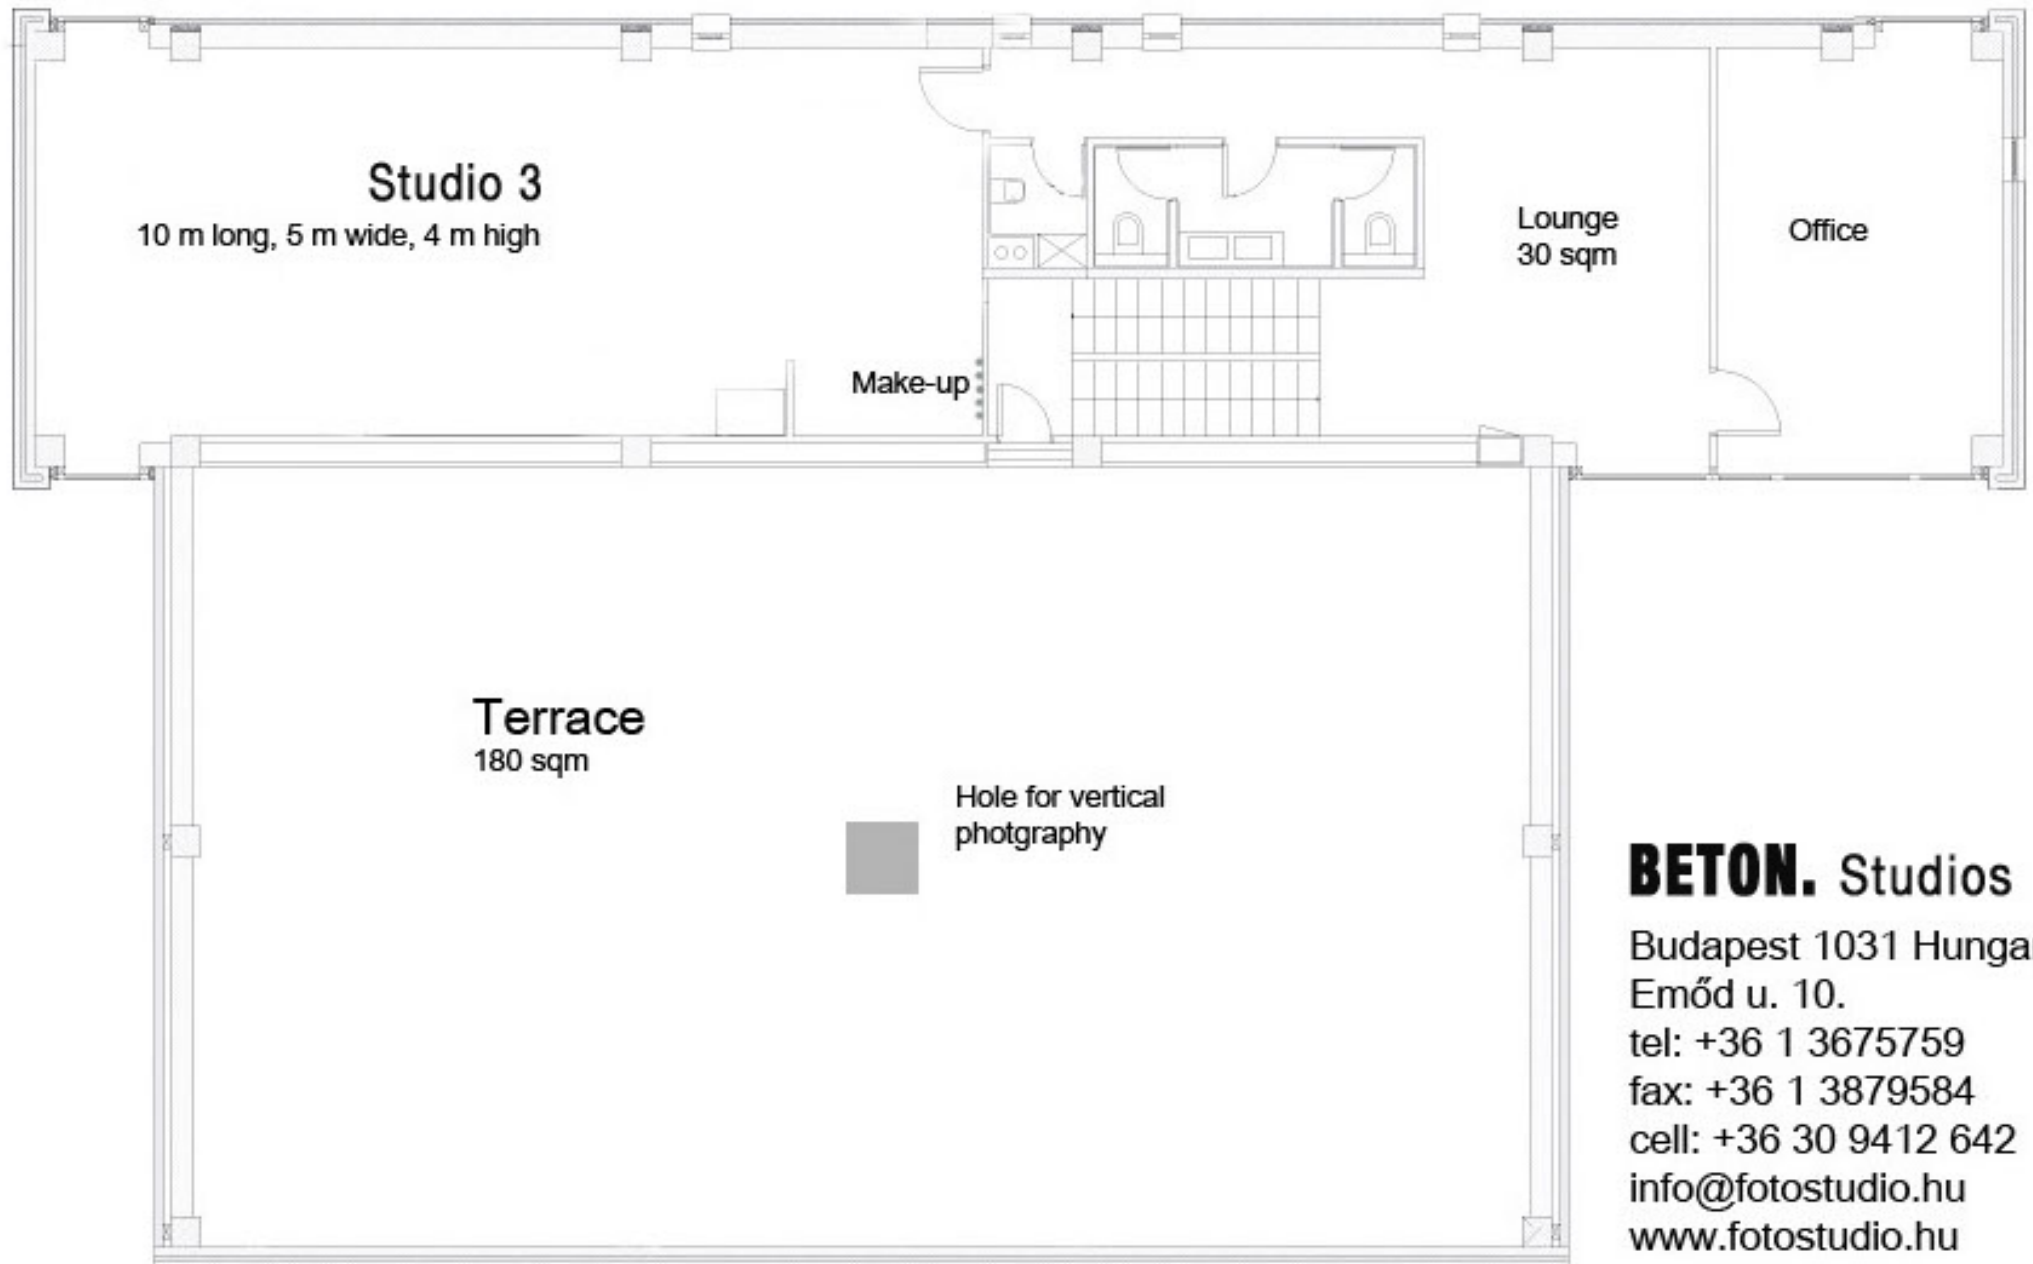 Studio 3
10 m long, 5 m wide, 4 m high
Lounge
30 sqm
Office
Make-up
Terrace
180 sqm
Hole for vertical
photgraphy
BETON. Studios
Budapest 1031
Emőd u. 10.
tel: +36 1 3675759
fax: +36 1 3879584
cell: +36 30 9412 642
info@fotostudio.hu
www.fotostudio.hu